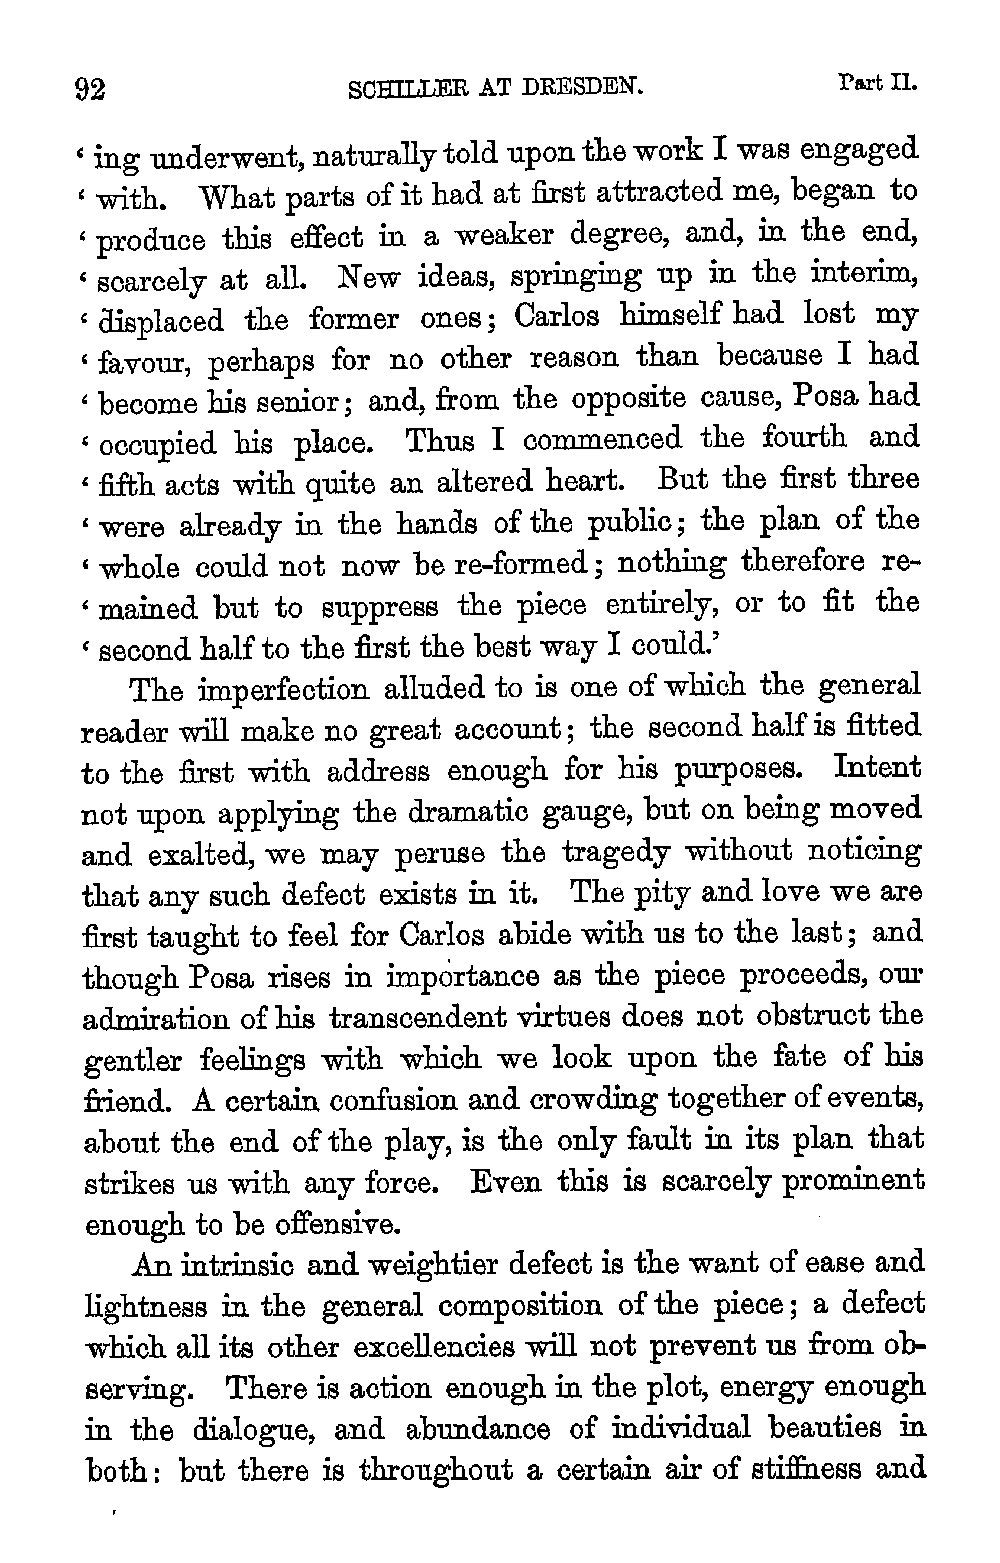 92 SCHILLER AT DRESDEN. Part II.
‘ ing underwent, naturally told upon the work I was engaged
‘ with. What parts of it had at first attracted me, began to
‘ produce this effect in a weaker degree, and, in the end,
‘ scarcely at all. New ideas, springing up in the interim,
‘ displaced the former ones; Carlos himself had lost my
‘ favour, perhaps for no other reason than because I had
‘ become his senior; and, from the opposite cause, Posa had
‘ occupied his place. Thus I commenced the fourth and
‘ fifth acts with quite an altered heart. But the first three
‘ were already in the hands of the public; the plan of the
‘ whole could not now be re-formed; nothing therefore re-
‘ mained but to suppress the piece entirely, or to fit the
‘ second half to the first the best way I could.’
The imperfection alluded to is one of which the general
reader will make no great account; the second half is fitted
to the first with address enough for his purposes. Intent
not upon applying the dramatic gauge, but on being moved
and exalted, we may peruse the tragedy without noticing
that any such defect exists in it. The pity and love we are
first taught to feel for Carlos abide with us to the last; and
though Posa rises in importance as the piece proceeds, our
admiration of his transcendent virtues does not obstruct the
gentler feelings with which we look upon the fate of his
friend. A certain confusion and crowding together of events,
about the end of the play, is the only fault in its plan that
strikes us with any force. Even this is scarcely prominent
enough to be offensive.
An intrinsic and weightier defect is the want of ease and
lightness in the general composition of the piece; a defect
which all its other excellencies will not prevent us from ob-
serving. There is action enough in the plot, energy enough
in the dialogue, and abundance of individual beauties in
both: but there is throughout a certain air of stiffness and